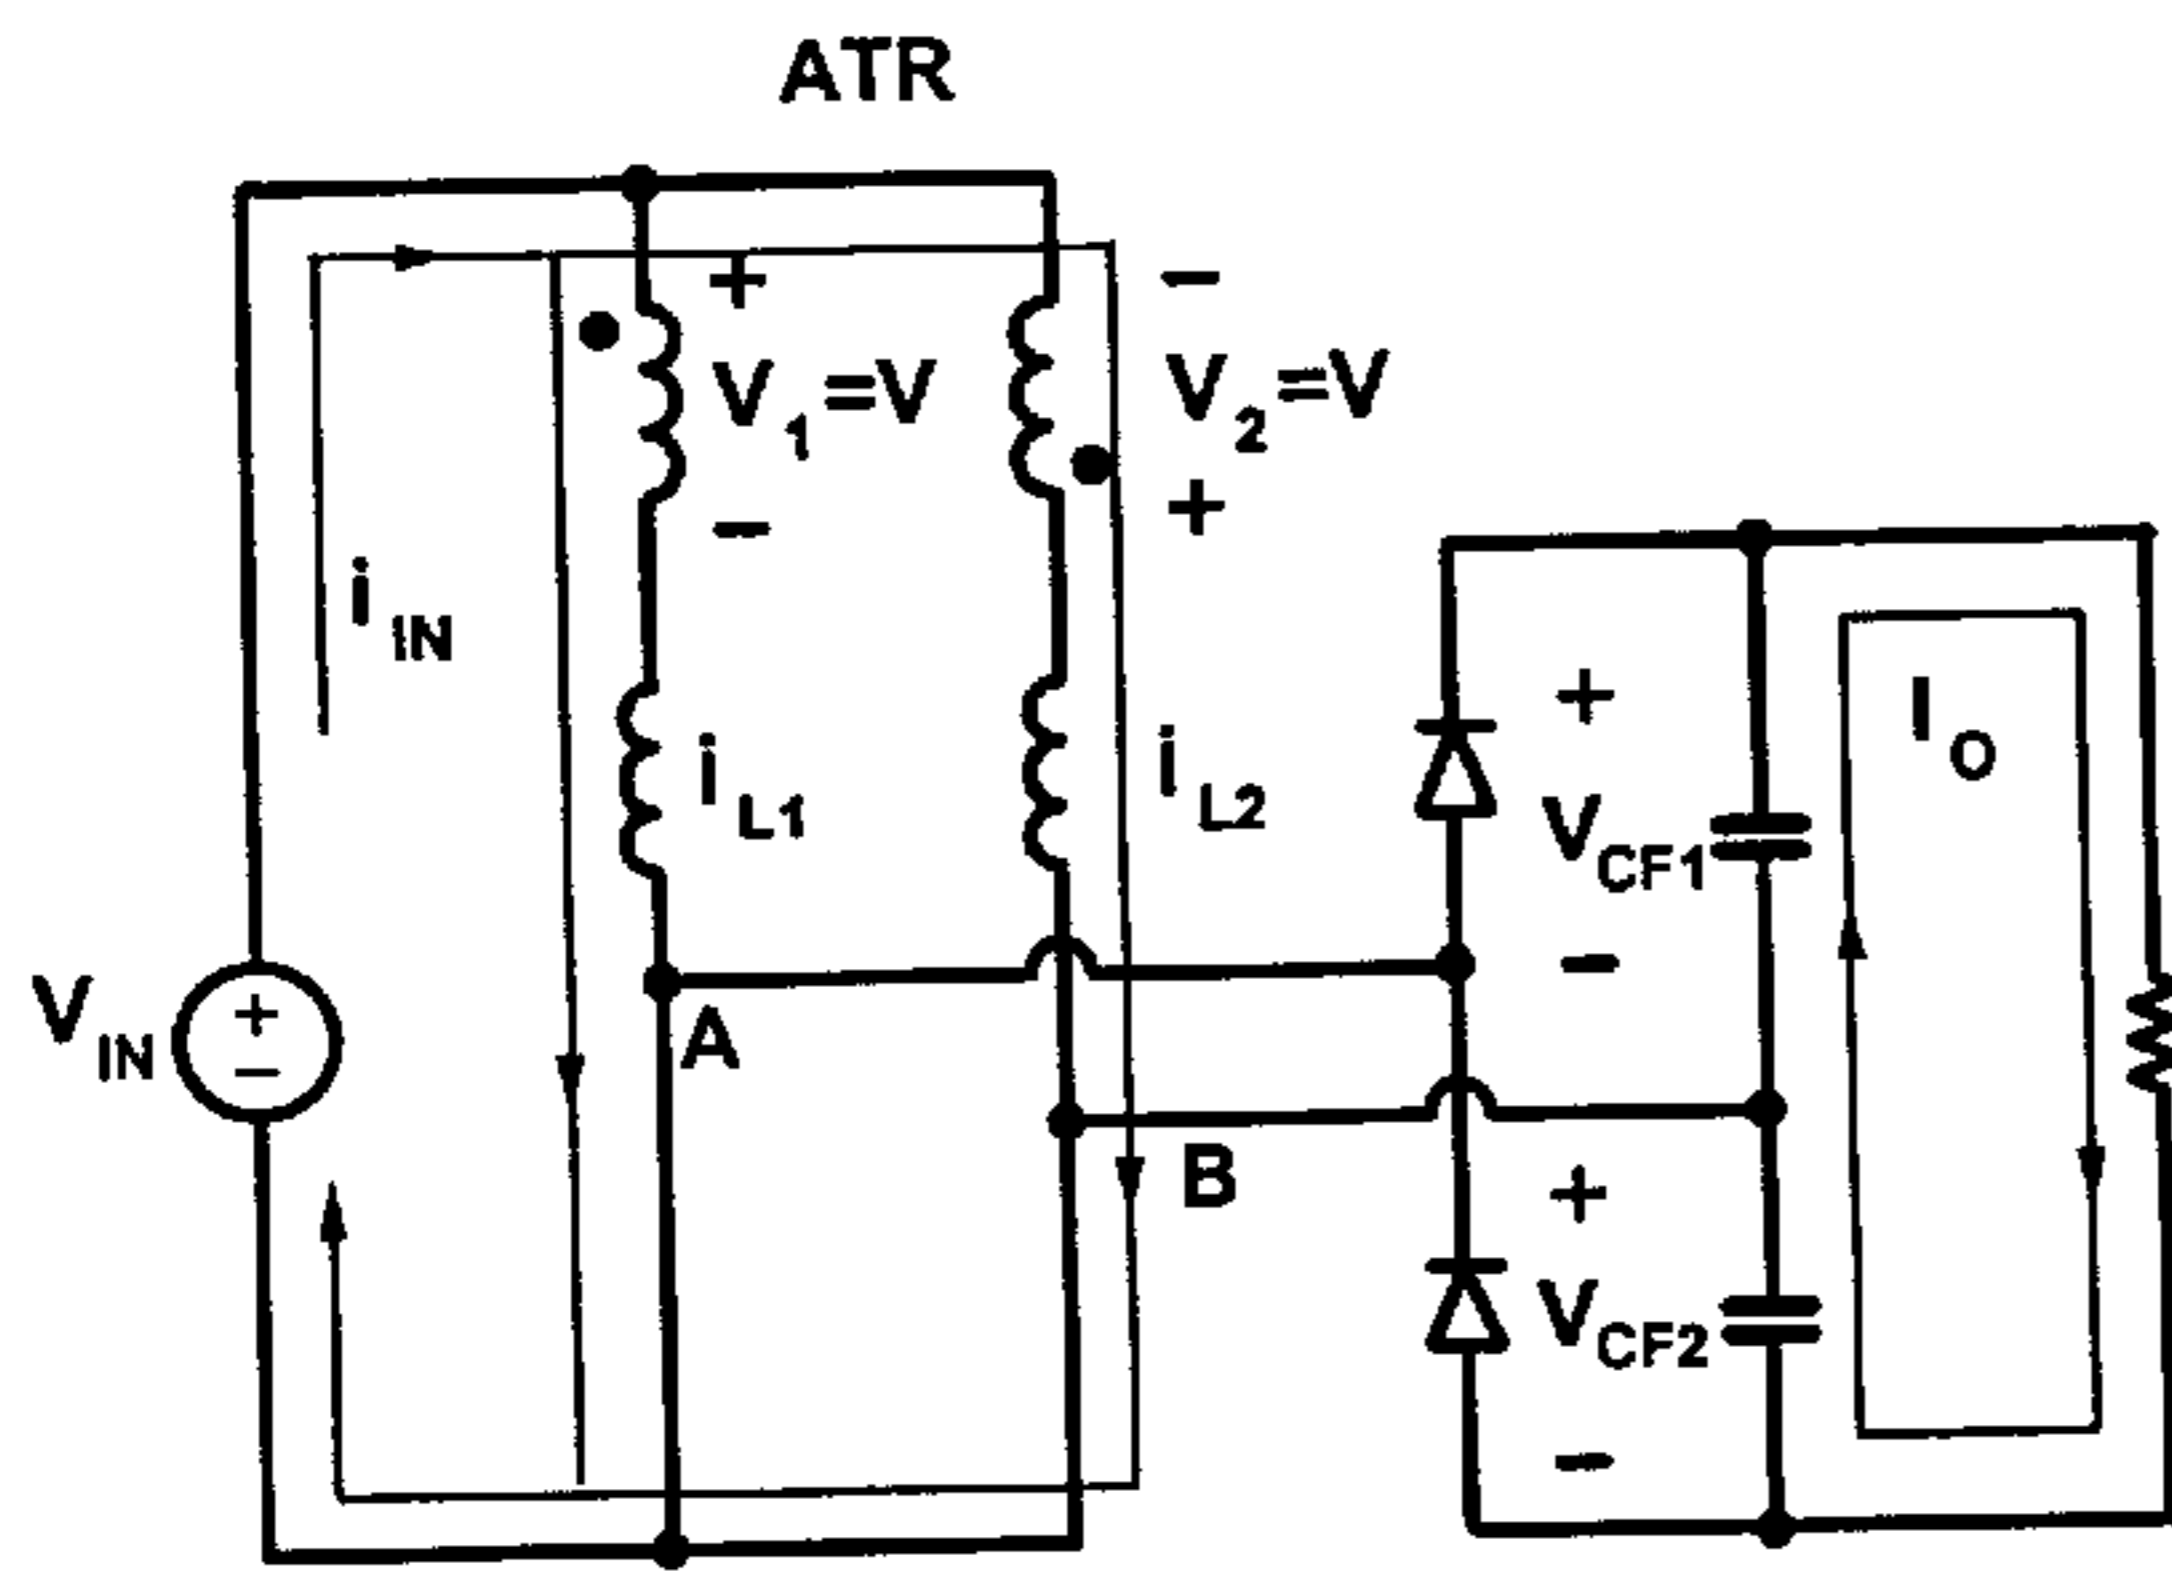 ATR
+
−
V1=V
V2=V
−
+
iIN
iL1
iL2
+
VCF1
−
IO
VIN
+
−
A
B
+
VCF2
−